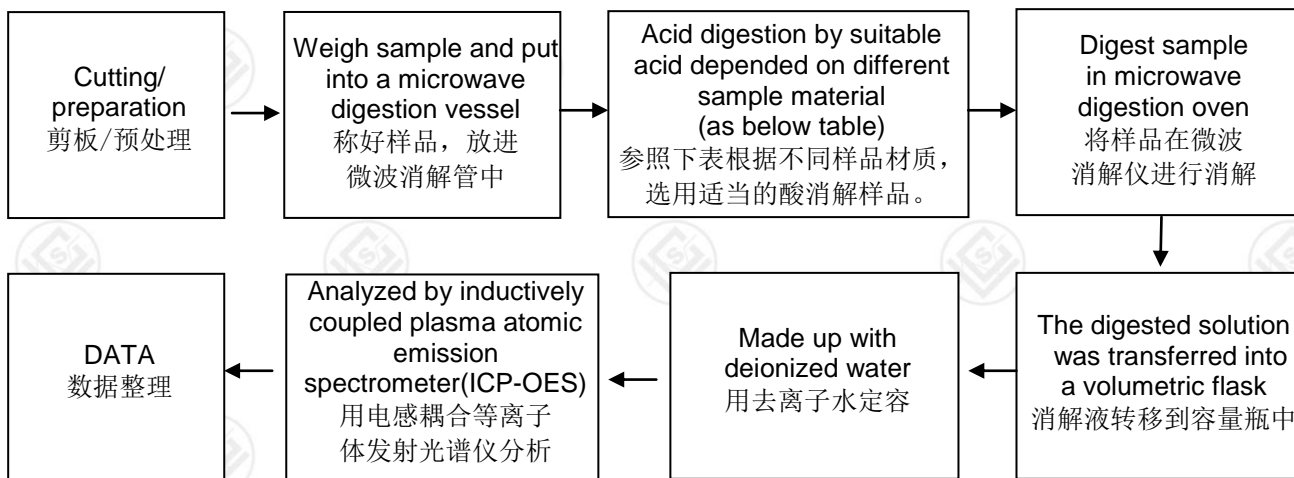 Cutting/
preparation
剪板/预处理
Weigh sample and put
into a microwave
digestion vessel
称好样品，放进
微波消解管中
Acid digestion by suitable
acid depended on different
sample material
(as below table)
参照下表根据不同样品材质，
选用适当的酸消解样品。
Digest sample
in microwave
digestion oven
将样品在微波
消解仪进行消解
The digested solution
was transferred into
a volumetric flask
消解液转移到容量瓶中
Made up with
deionized water
用去离子水定容
Analyzed by inductively
coupled plasma atomic
emission
spectrometer(ICP-OES)
用电感耦合等离子
体发射光谱仪分析
DATA
数据整理